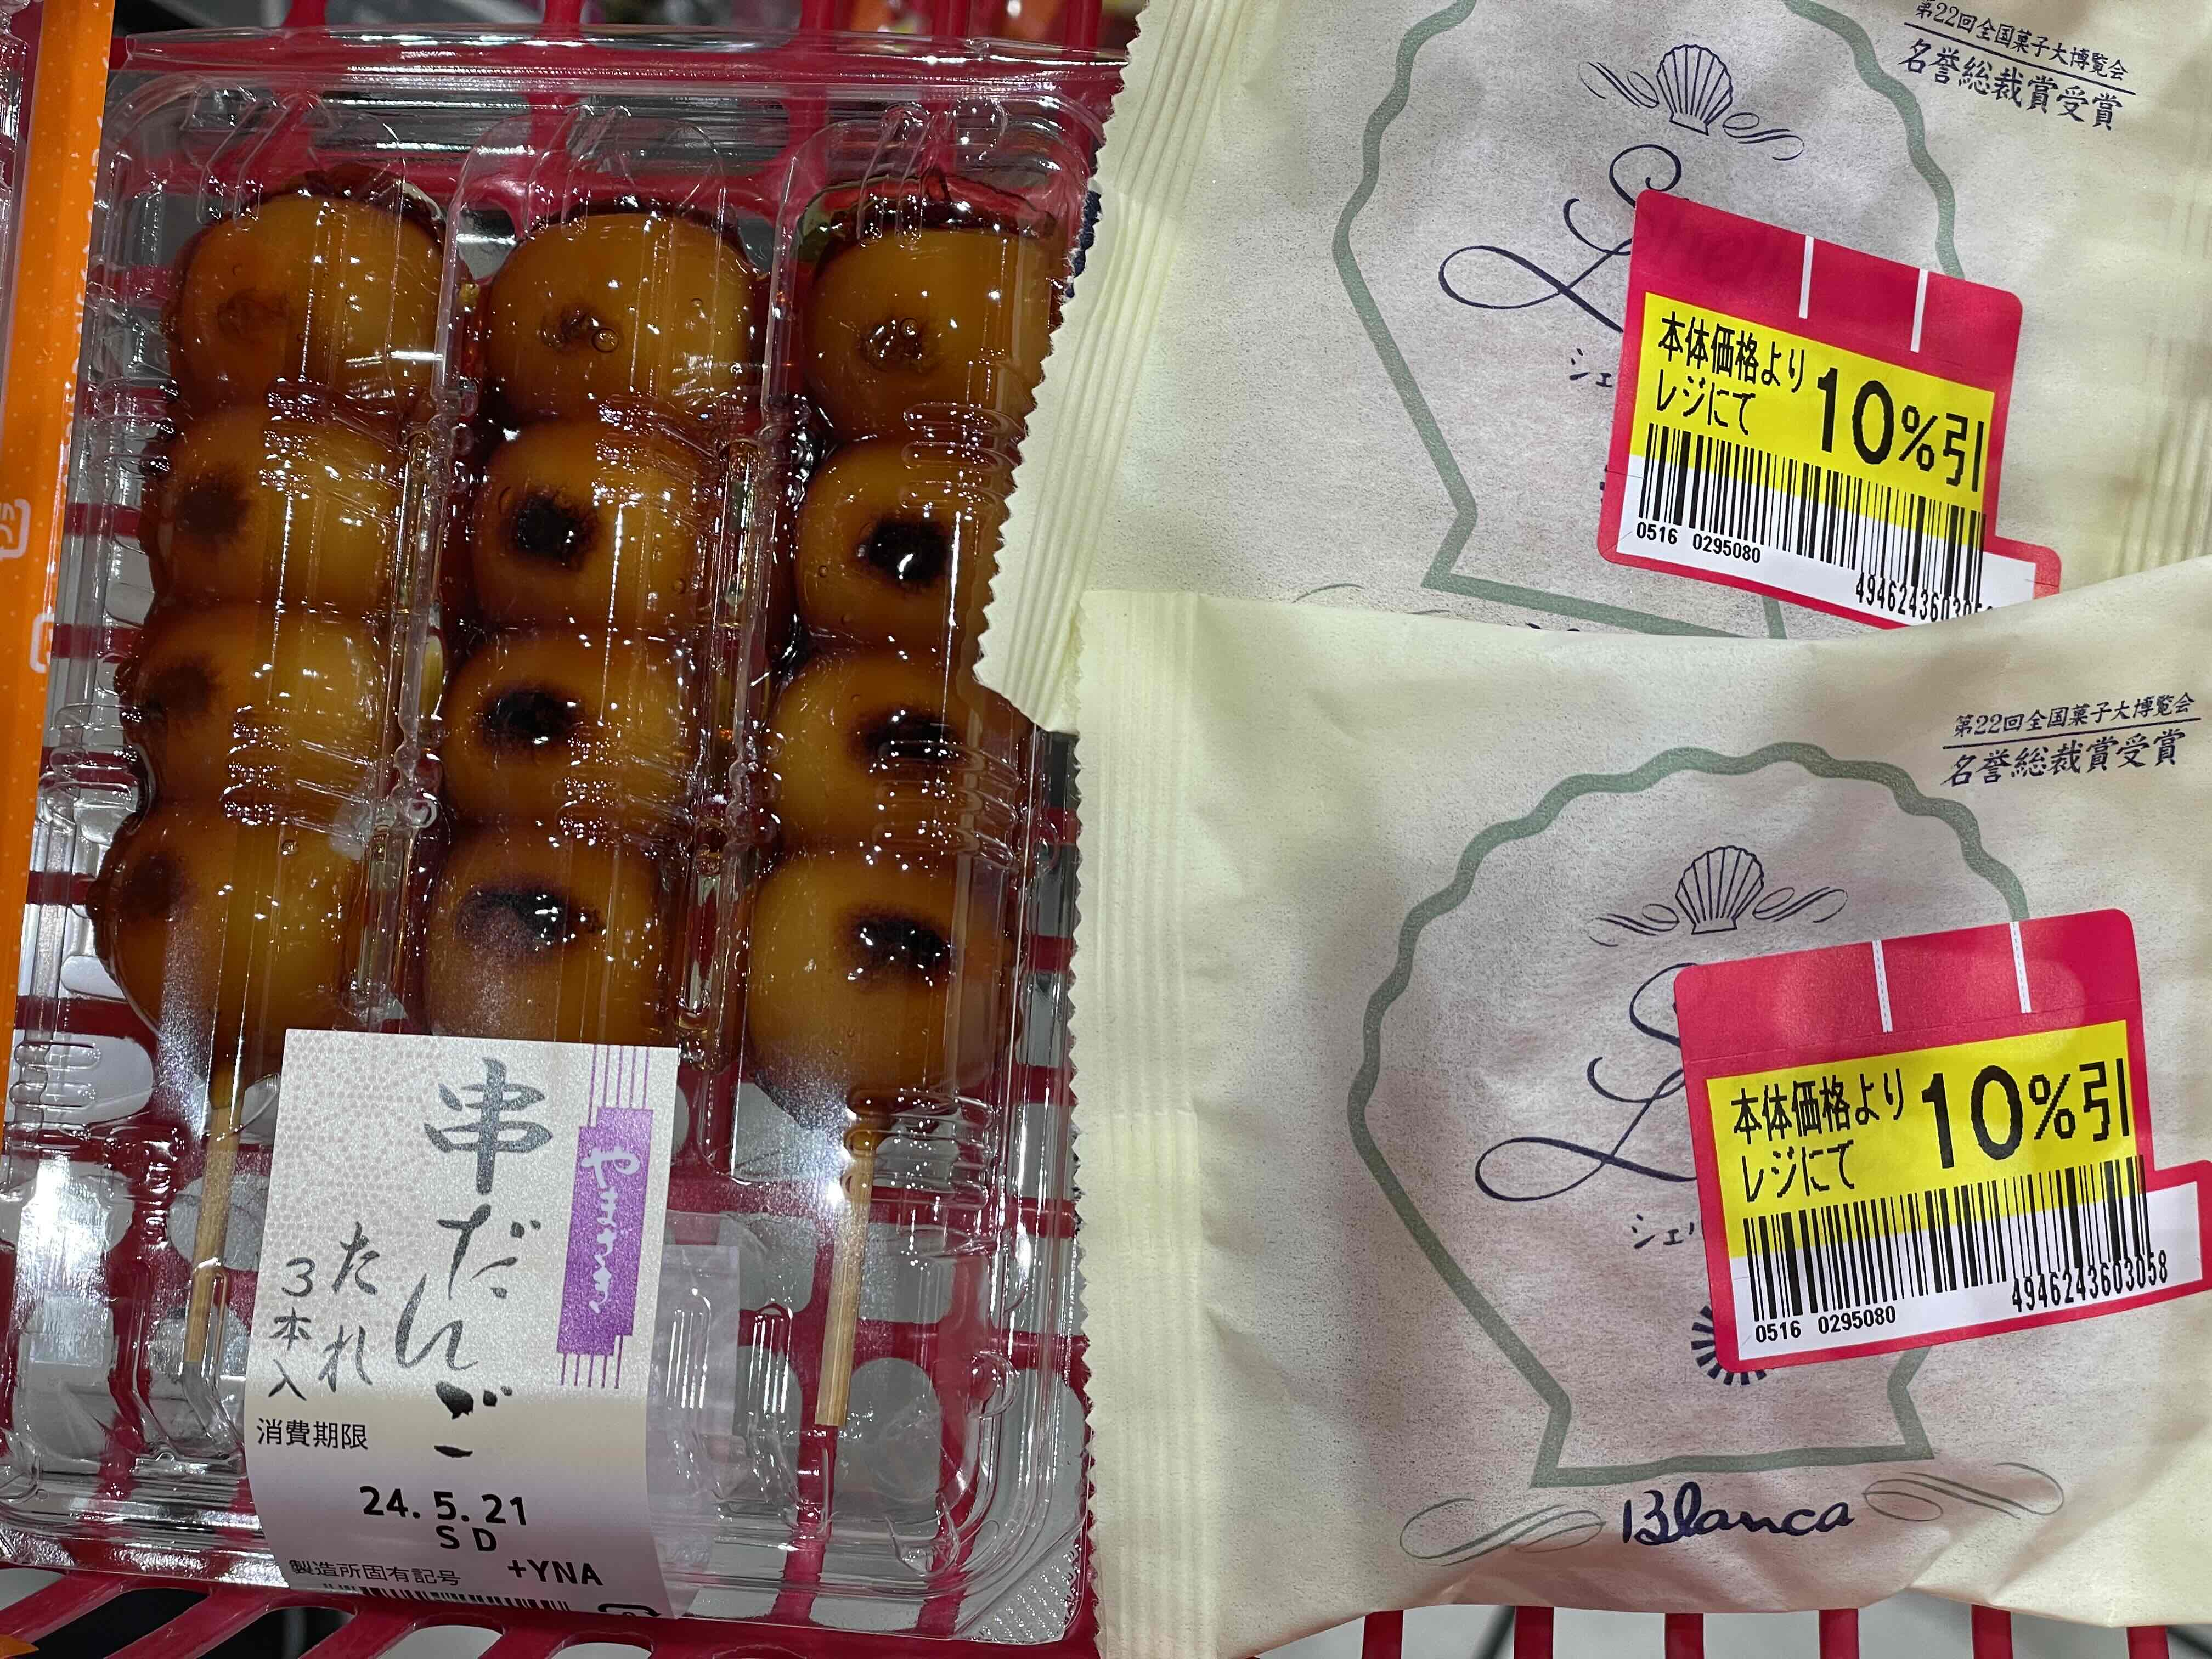 串だんご
たれ
3本入
やまざき
消費期限
24.5.21
SD
製造所固有記号 +YNA
第22回全国菓子大博覧会
名誉総裁賞受賞
本体価格より
レジにて
10%引
0516 0295080
第22回全国菓子大博覧会
名誉総裁賞受賞
本体価格より
レジにて
10%引
0516 0295080
4946243603058
Blanca